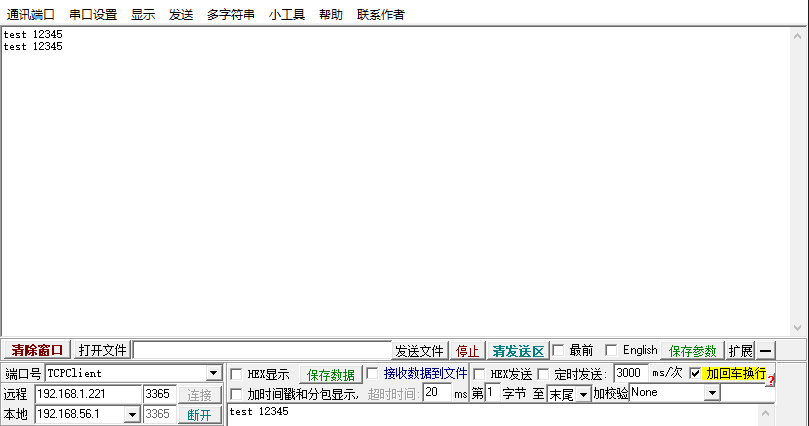 通讯端口 串口设置 显示 发送 多字符串 小工具 帮助 联系作者
test 12345
test 12345
清除窗口 打开文件 发送文件 停止 清发送区 最前 English 保存参数 扩展 —
端口号 TCPClient HEX显示 保存数据 接收数据到文件 HEX发送 定时发送: 3000 ms/次 加回车换行 ?
远程 192.168.1.221 3365 连接 加时间戳和分包显示, 超时时间: 20 ms 第1 字节 至 末尾 加校验 None
本地 192.168.56.1 3365 断开 test 12345